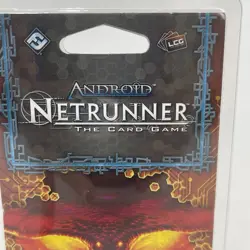 LCG
ANDROID
NETRUNNER
THE CARD GAME